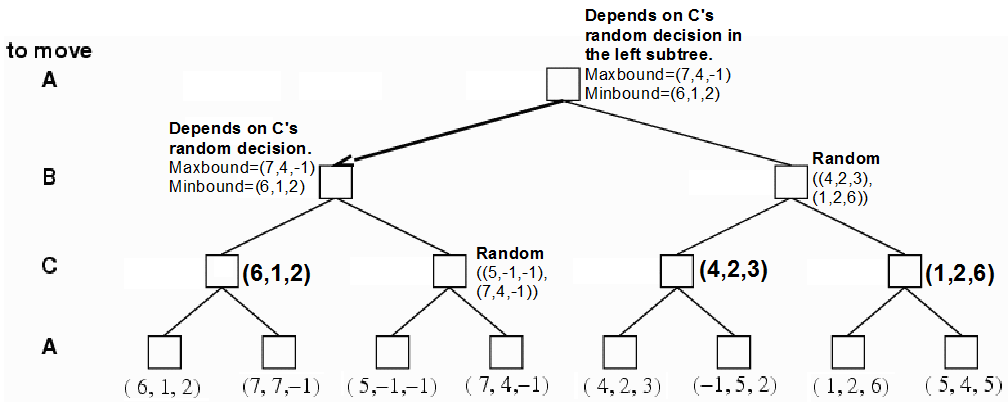 Depends on C's
random decision in
the left subtree.
Maxbound=(7,4,-1)
Minbound=(6,1,2)
to move
A
Depends on C's
random decision.
Maxbound=(7,4,-1)
Minbound=(6,1,2)
B
Random
((4,2,3),
(1,2,6))
C
(6,1,2)
Random
((5,-1,-1),
(7,4,-1))
(4,2,3)
(1,2,6)
A
( 6, 1, 2) (7, 7,−1) ( 5,−1,−1) ( 7, 4,−1) ( 4, 2, 3) (−1, 5, 2) ( 1, 2, 6) ( 5, 4, 5)